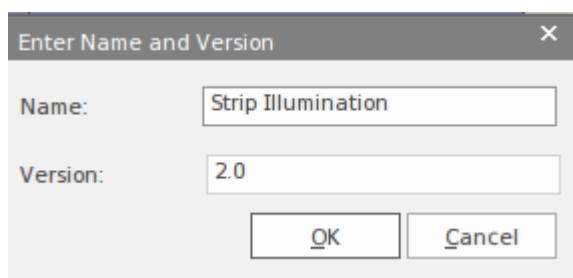 Enter Name and Version
Name: Strip Illumination
Version: 2.0
OK Cancel